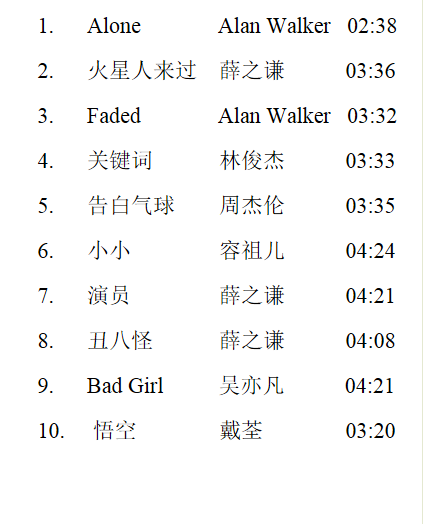 1. Alone Alan Walker 02:38
2. 火星人来过 薛之谦 03:36
3. Faded Alan Walker 03:32
4. 关键词 林俊杰 03:33
5. 告白气球 周杰伦 03:35
6. 小小 容祖儿 04:24
7. 演员 薛之谦 04:21
8. 丑八怪 薛之谦 04:08
9. Bad Girl 吴亦凡 04:21
10. 悟空 戴荃 03:20